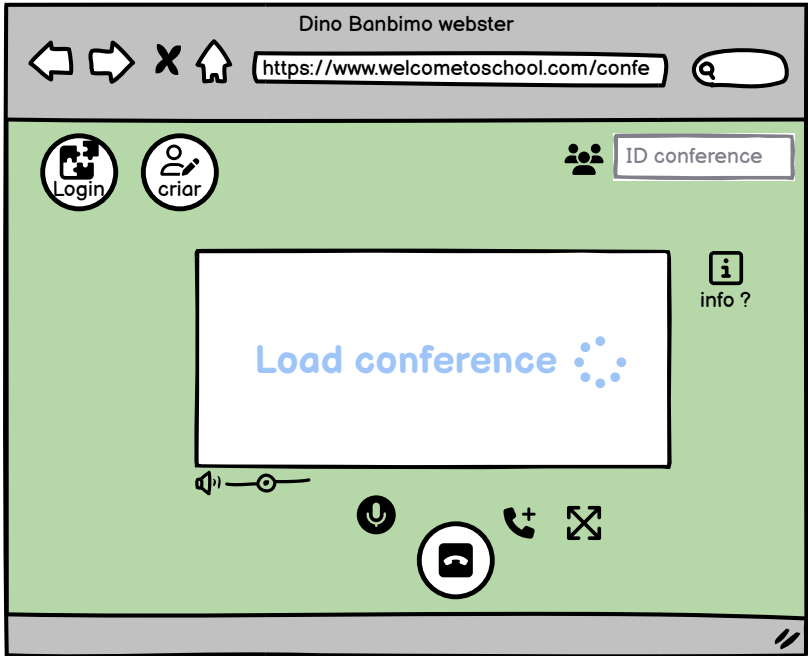 Dino Banbimo webster
https://www.welcometoschool.com/confe
Login
criar
ID conference
info ?
Load conference